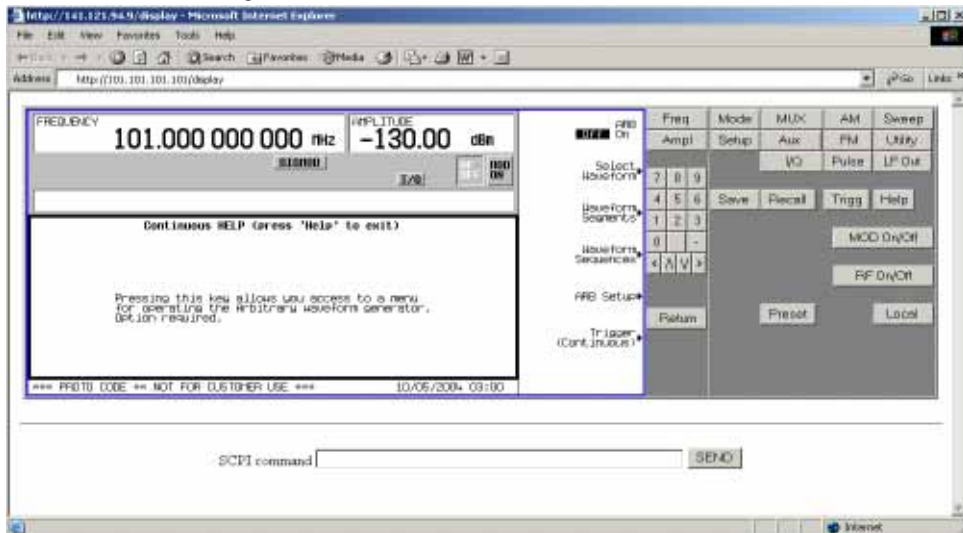 http://141.121.94.9/display - Microsoft Internet Explorer
File Edit View Favorites Tools Help
Search Favorites Media
Address http://101.101.101.101/display Go Links
FREQUENCY
101.000 000 000 MHz
AMPLITUDE
-130.00 dBm
DIGMOD
I/Q
MOD ON
Continuous HELP (press 'Help' to exit)
Pressing this key allows you access to a menu
for operating the Arbitrary Waveform Generator.
Option required.
*** PROTO CODE ** NOT FOR CUSTOMER USE ***
10/05/2004 03:00
ARB
OFF On
Select
Waveform
Waveform
Segments
Waveform
Sequences
ARB Setup
Trigger
(Continuous)
Freq Mode MUX AM Sweep
Ampl Setup Aux FM Utility
I/O Pulse LF Out
7 8 9
4 5 6 Save Recall Trigg Help
1 2 3
0 . -
MOD On/Off
< Λ V >
RF On/Off
Return Preset Local
SCPI command SEND
Internet